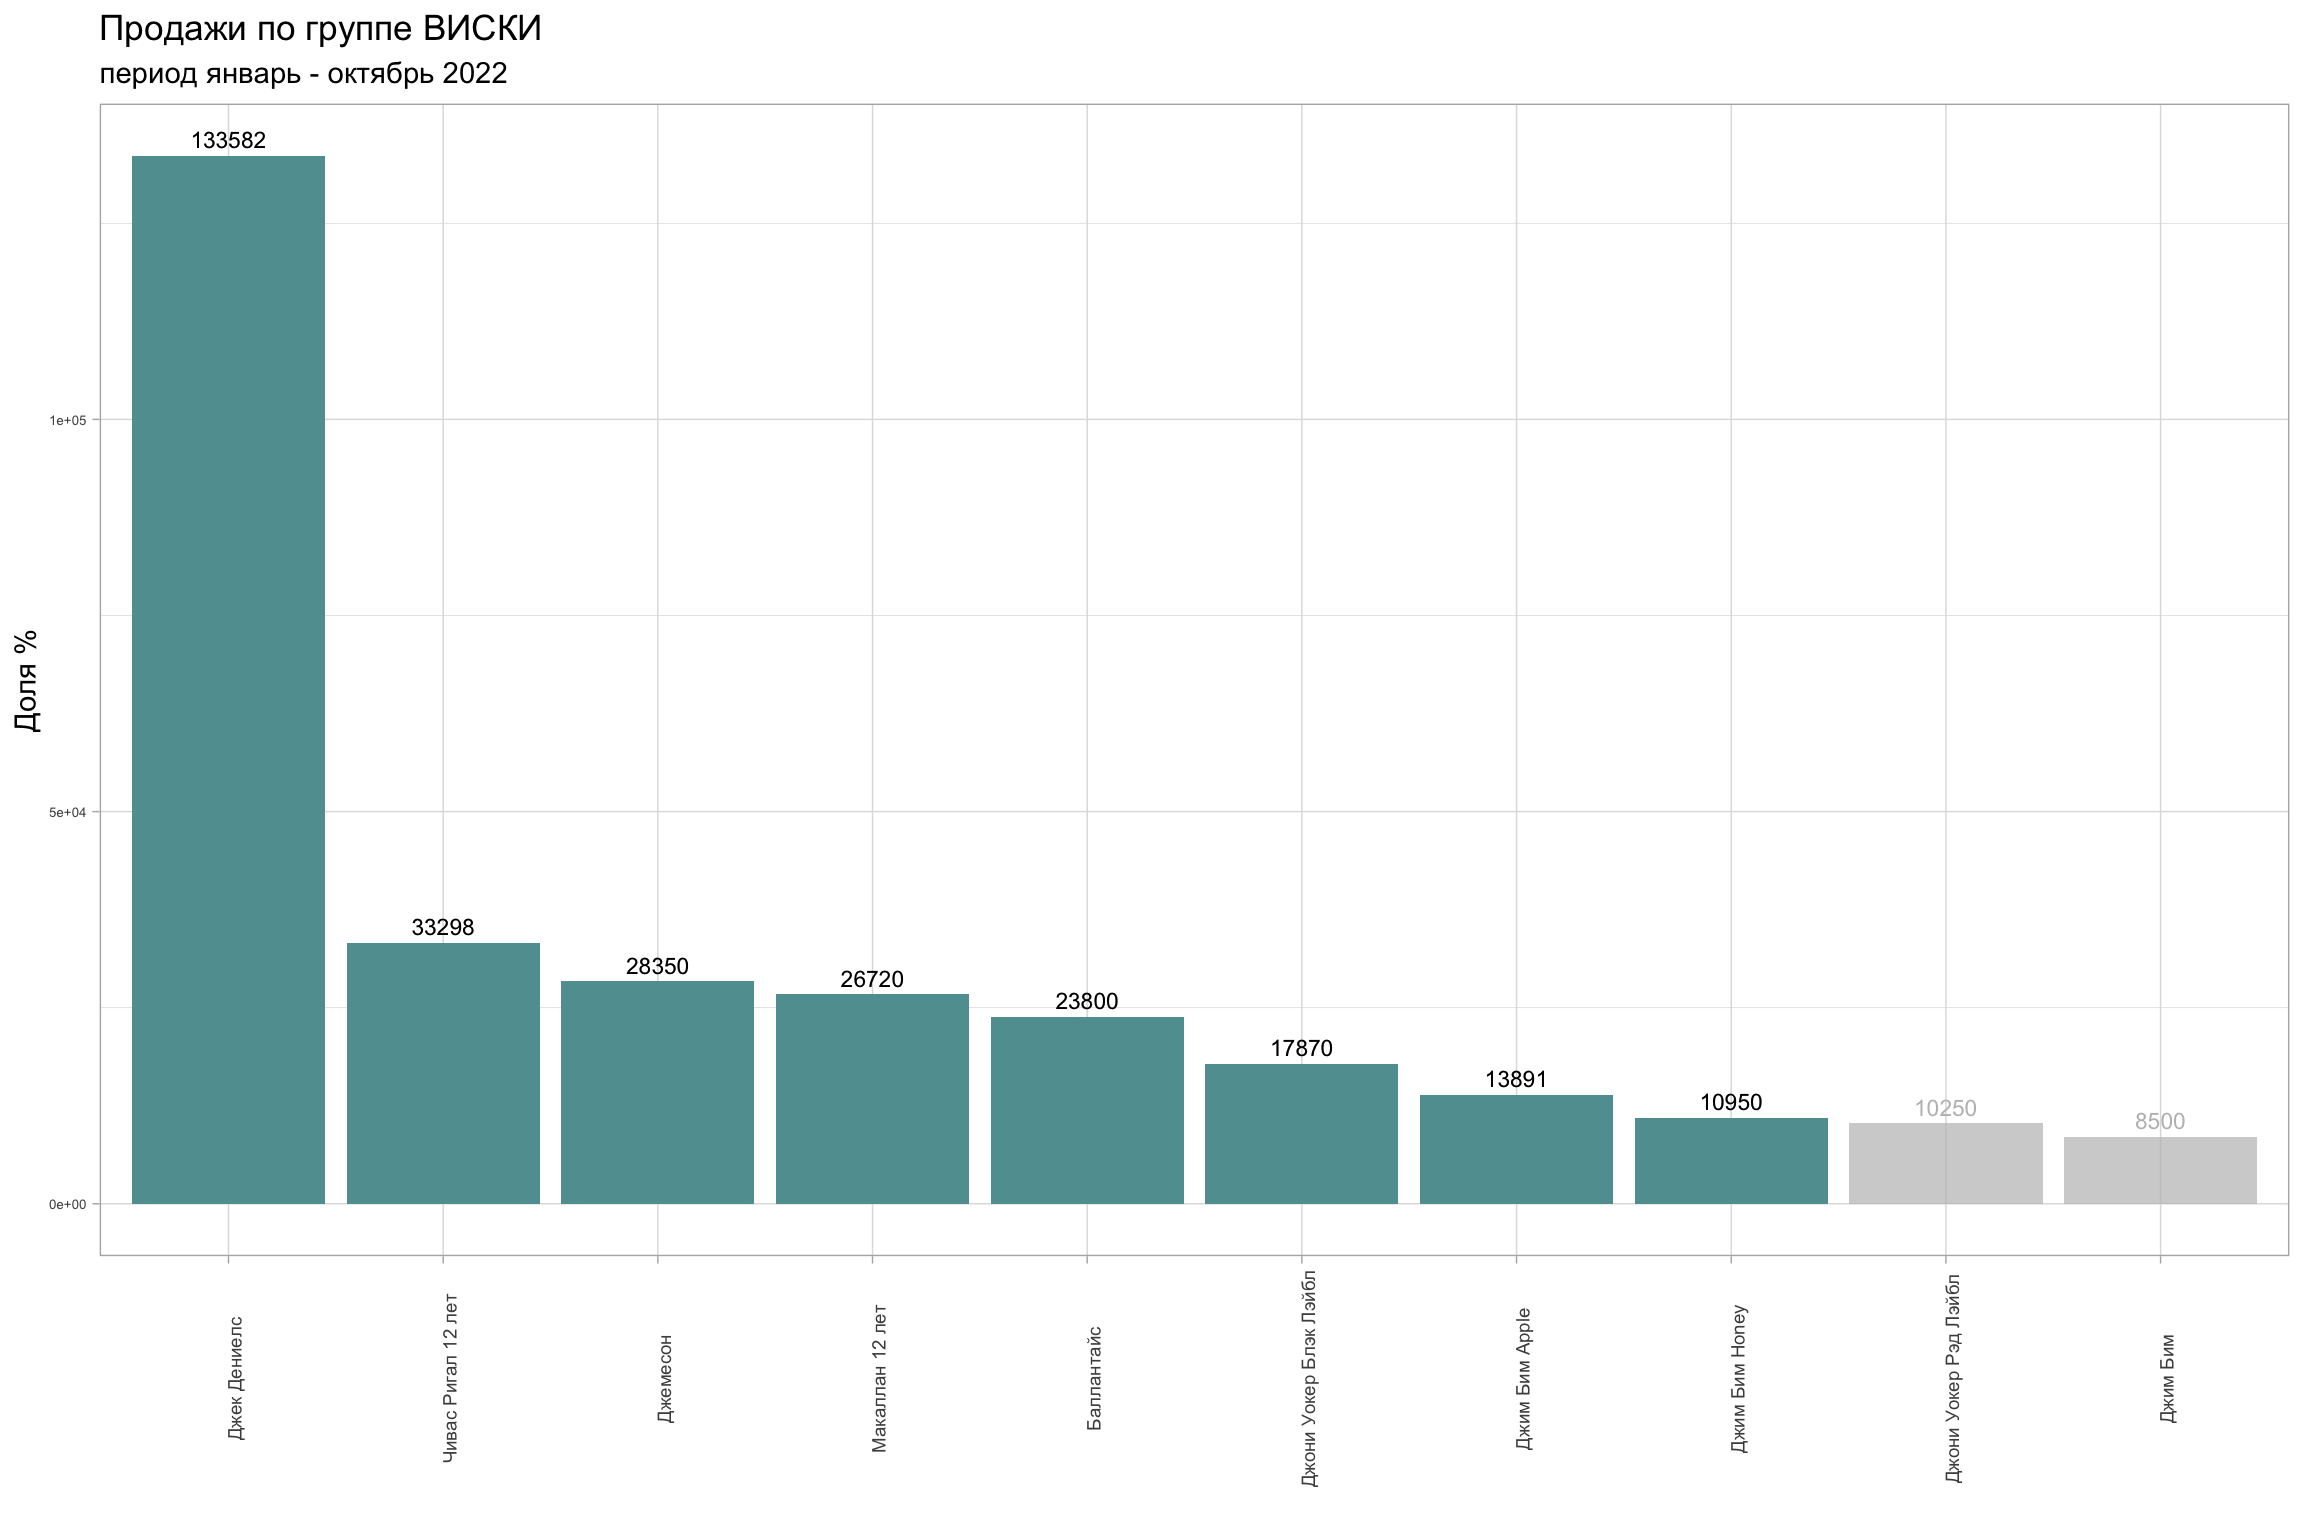 Продажи по группе ВИСКИ
период январь - октябрь 2022
Доля %
1e+05
5e+04
0e+00
133582
33298
28350
26720
23800
17870
13891
10950
10250
8500
Джек Дениелс
Чивас Ригал 12 лет
Джемесон
Макаллан 12 лет
Баллантайс
Джони Уокер Блэк Лэйбл
Джим Бим Apple
Джим Бим Honey
Джони Уокер Рэд Лэйбл
Джим Бим